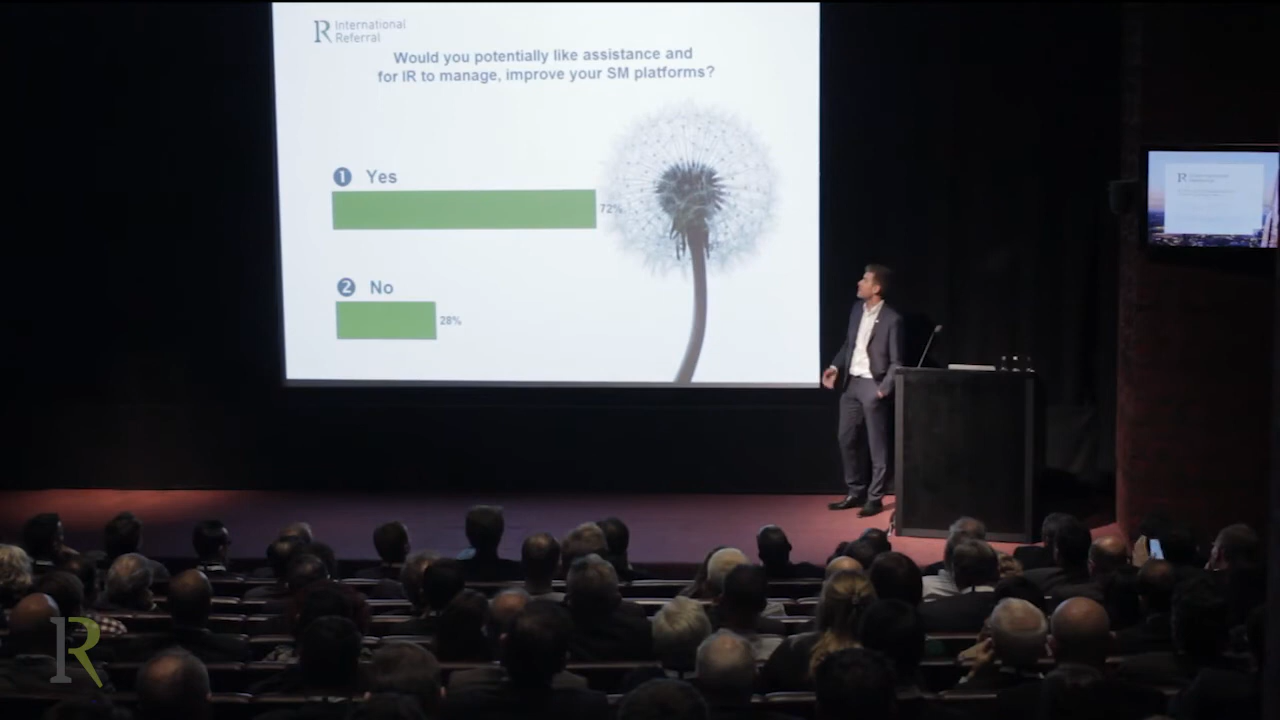 International
Referral
Would you potentially like assistance and
for IR to manage, improve your SM platforms?
1 Yes
72%
2 No
28%
R